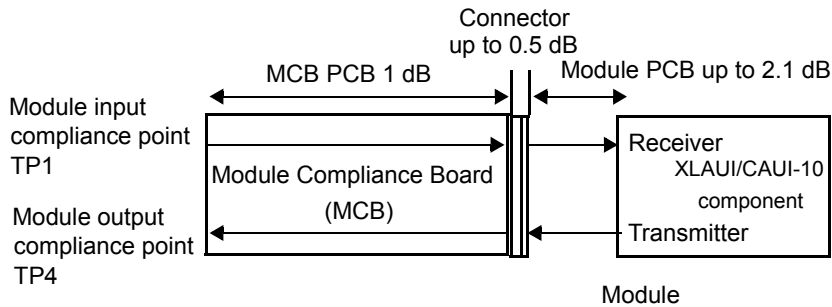 Connector
up to 0.5 dB
MCB PCB 1 dB
Module PCB up to 2.1 dB
Module input
compliance point
TP1
Module Compliance Board
(MCB)
Receiver
XLAUI/CAUI-10
component
Transmitter
Module output
compliance point
TP4
Module